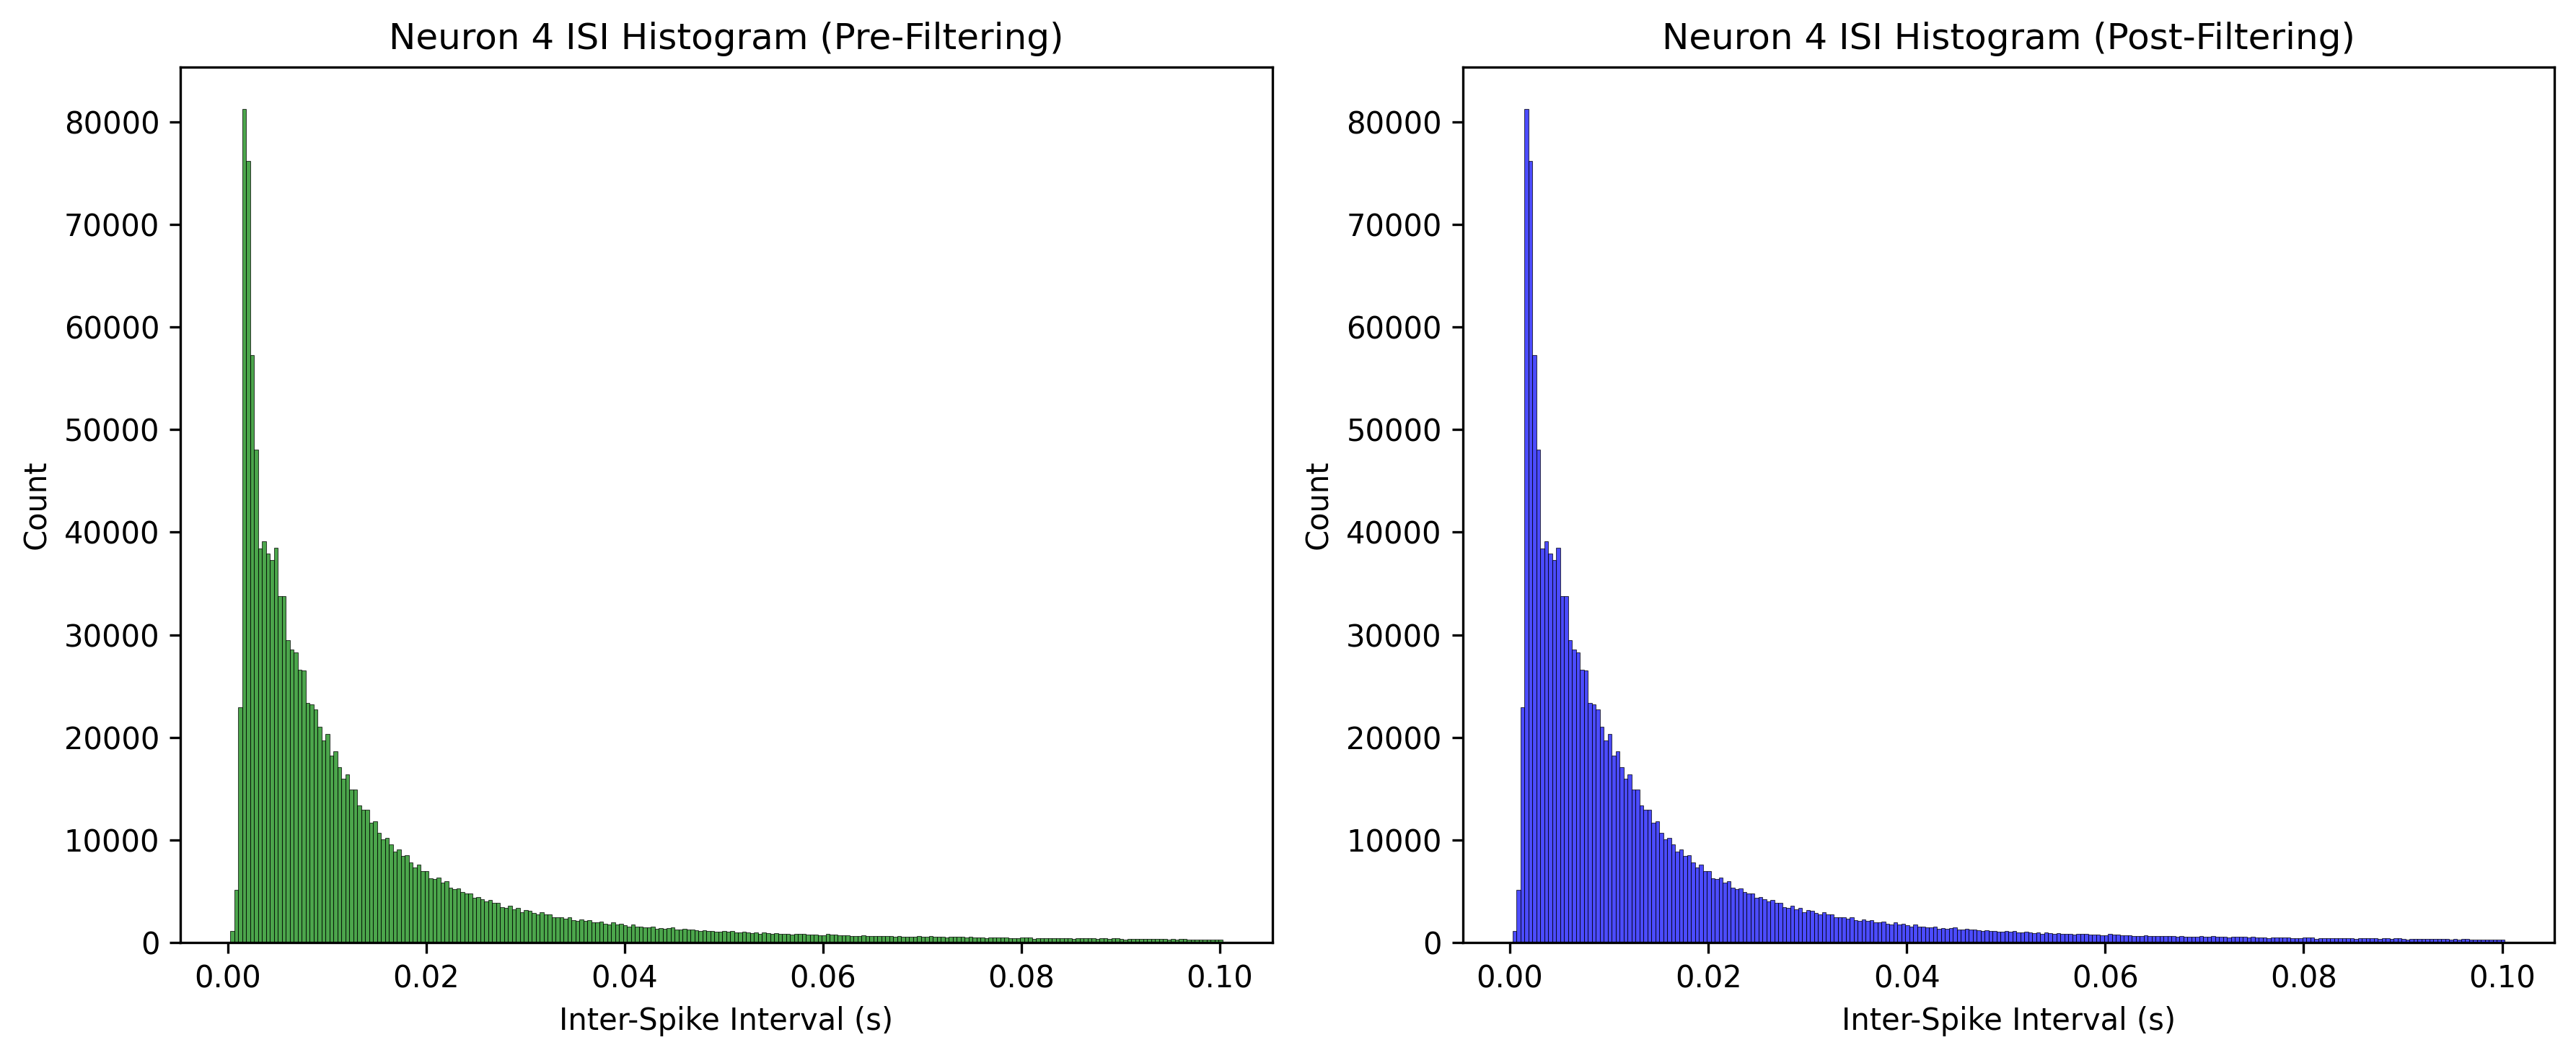 Neuron 4 ISI Histogram (Pre-Filtering)
Count
80000
70000
60000
50000
40000
30000
20000
10000
0
0.00 0.02 0.04 0.06 0.08 0.10
Inter-Spike Interval (s)
Neuron 4 ISI Histogram (Post-Filtering)
Count
80000
70000
60000
50000
40000
30000
20000
10000
0
0.00 0.02 0.04 0.06 0.08 0.10
Inter-Spike Interval (s)